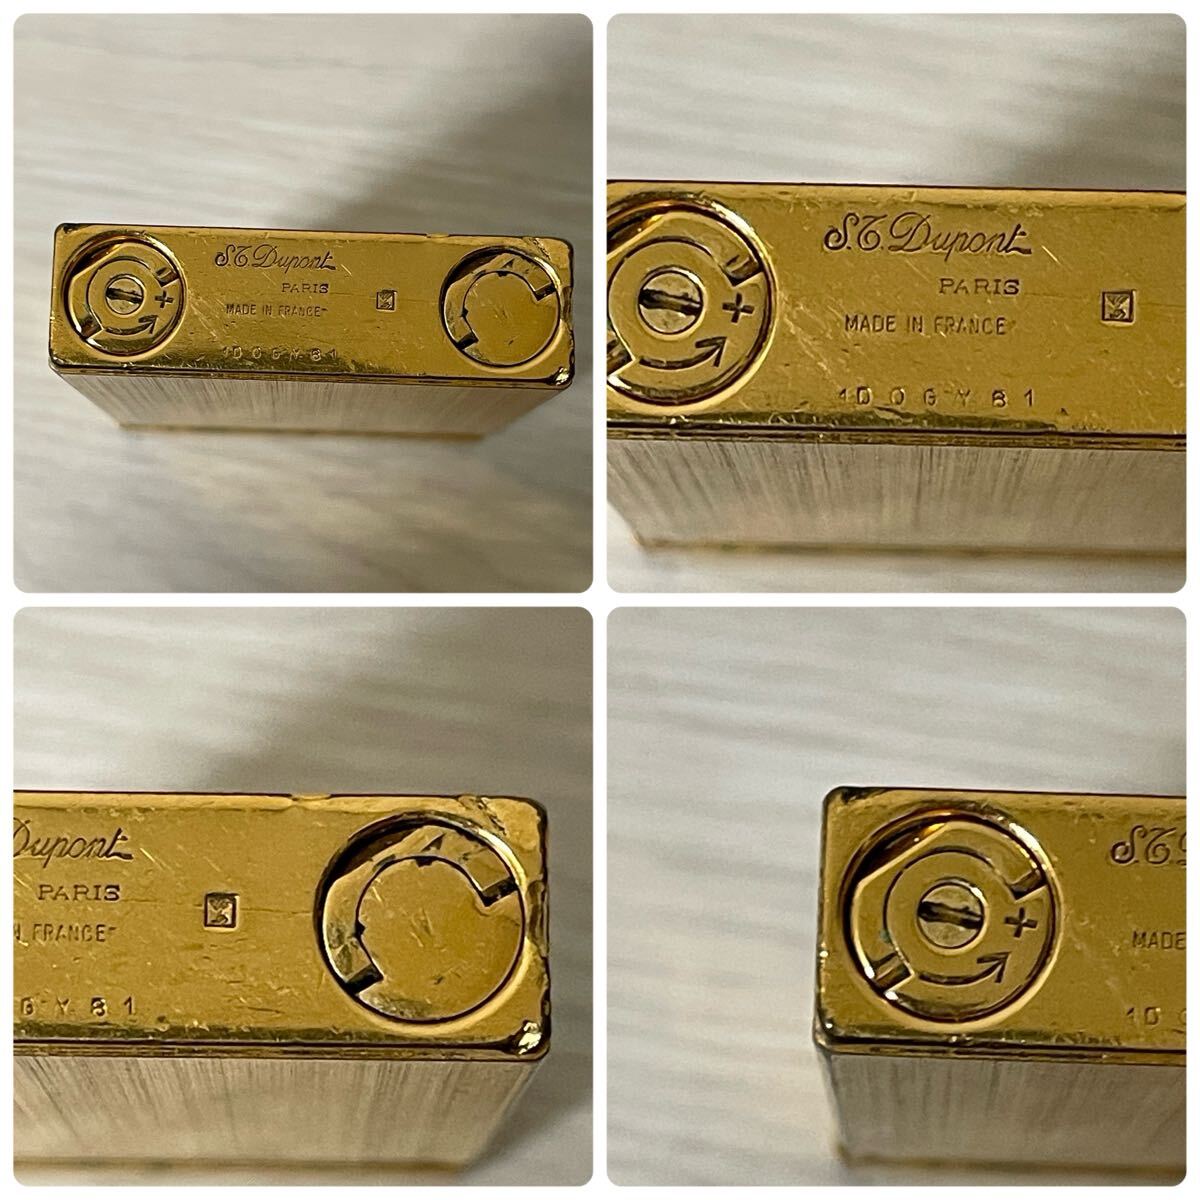 S.T. Dupont
PARIS
MADE IN FRANCE
1D0GY81
S.T. Dupont
PARIS
MADE IN FRANCE
1D0GY81
+
Dupont
PARIS
N FRANCE
GY81
S.T.
MADE
1D
+